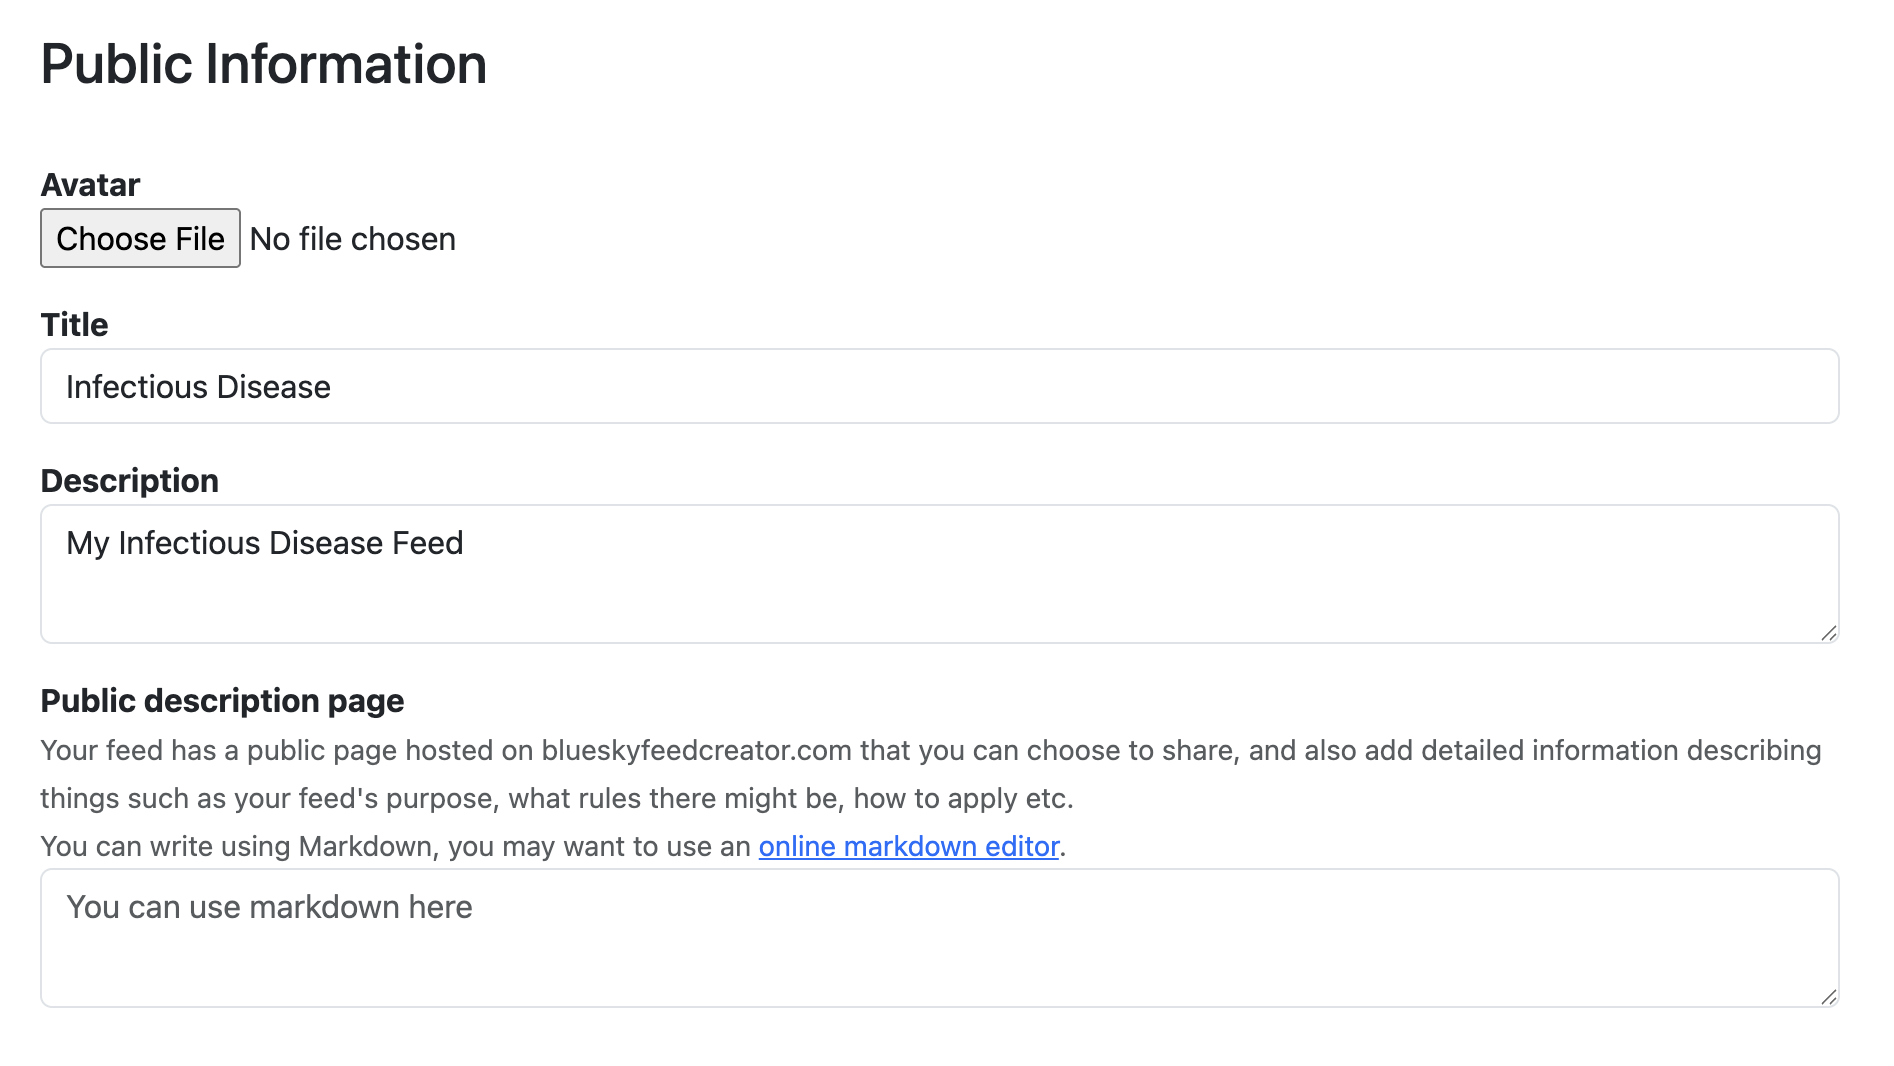 Public Information
Avatar
Choose File No file chosen
Title
Infectious Disease
Description
My Infectious Disease Feed
Public description page
Your feed has a public page hosted on blueskyfeedcreator.com that you can choose to share, and also add detailed information describing
things such as your feed's purpose, what rules there might be, how to apply etc.
You can write using Markdown, you may want to use an online markdown editor.
You can use markdown here